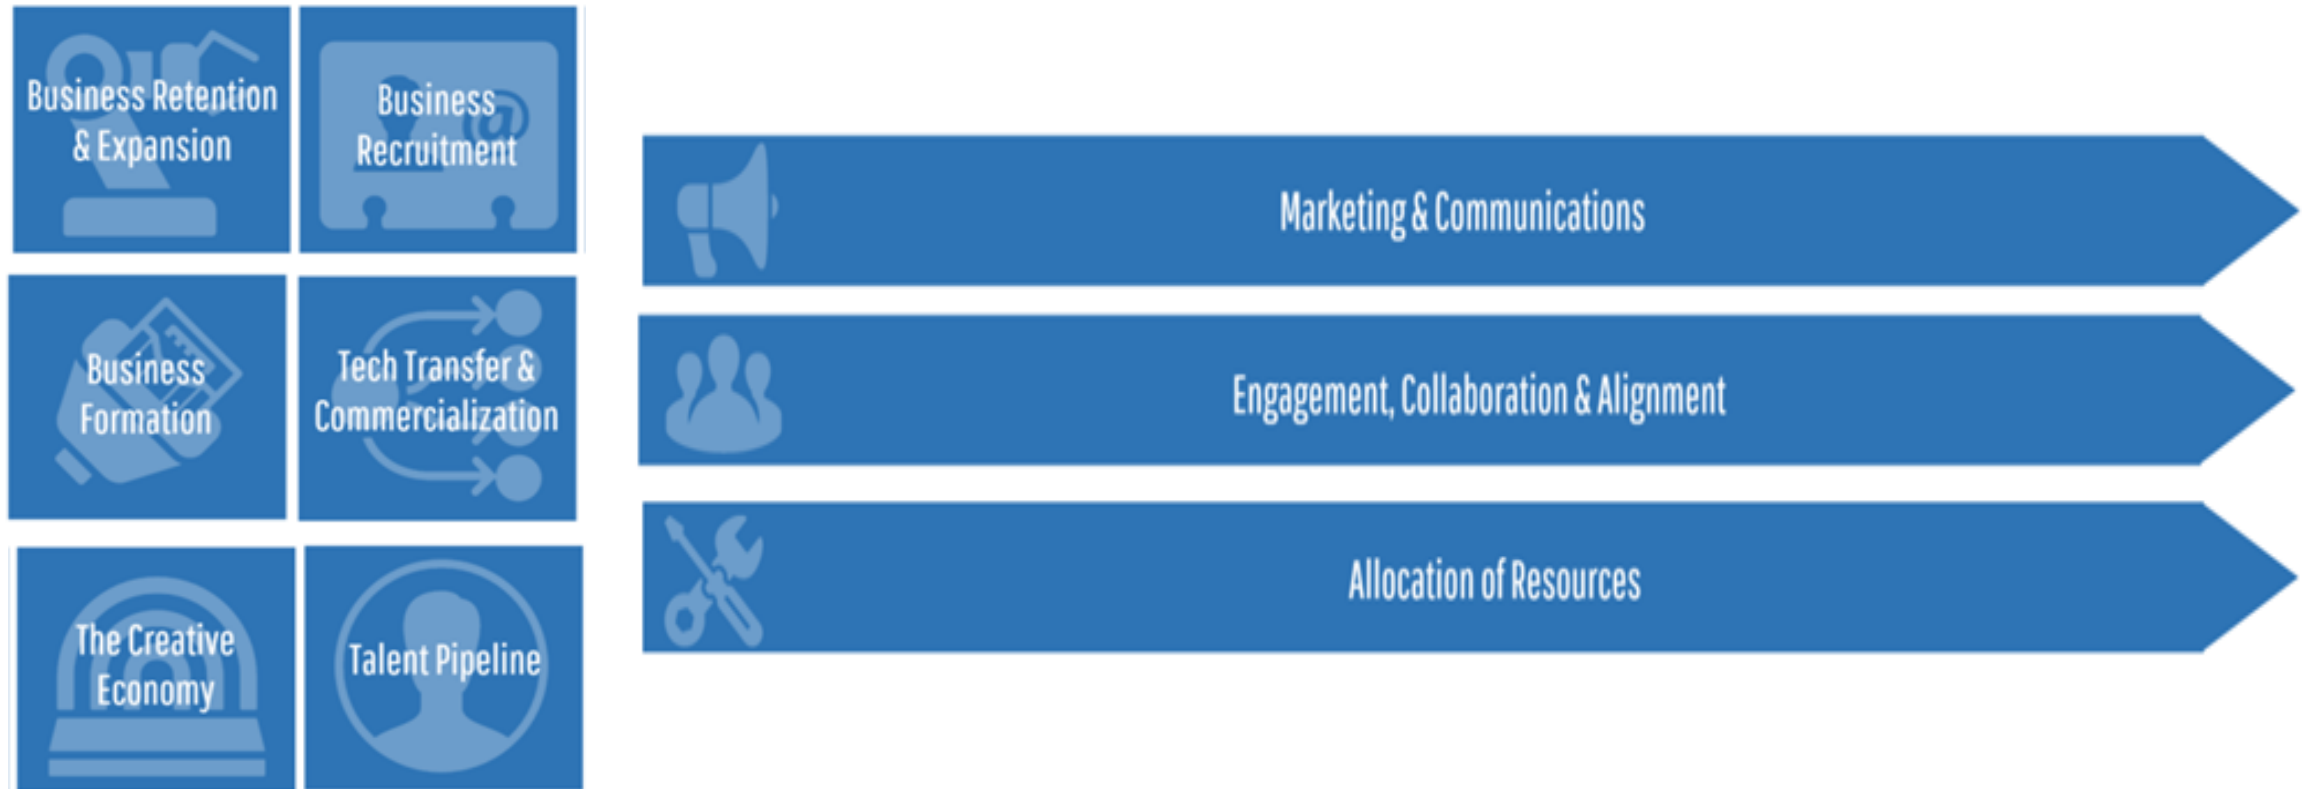 Business Retention
& Expansion
Business
Recruitment
@
Business
Formation
Tech Transfer &
Commercialization
The Creative
Economy
Talent Pipeline
Marketing & Communications
Engagement, Collaboration & Alignment
Allocation of Resources